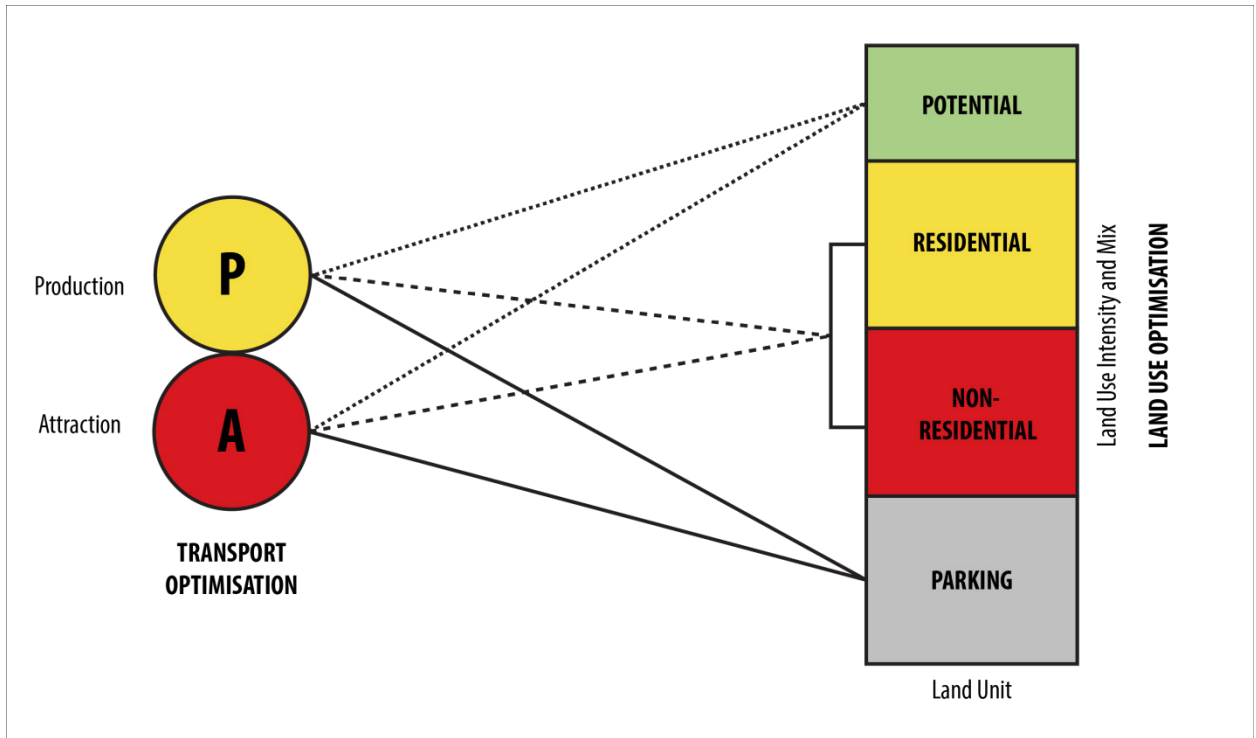 Production
P
Attraction
A
TRANSPORT
OPTIMISATION
POTENTIAL
RESIDENTIAL
NON-
RESIDENTIAL
PARKING
Land Unit
Land Use Intensity and Mix
LAND USE OPTIMISATION